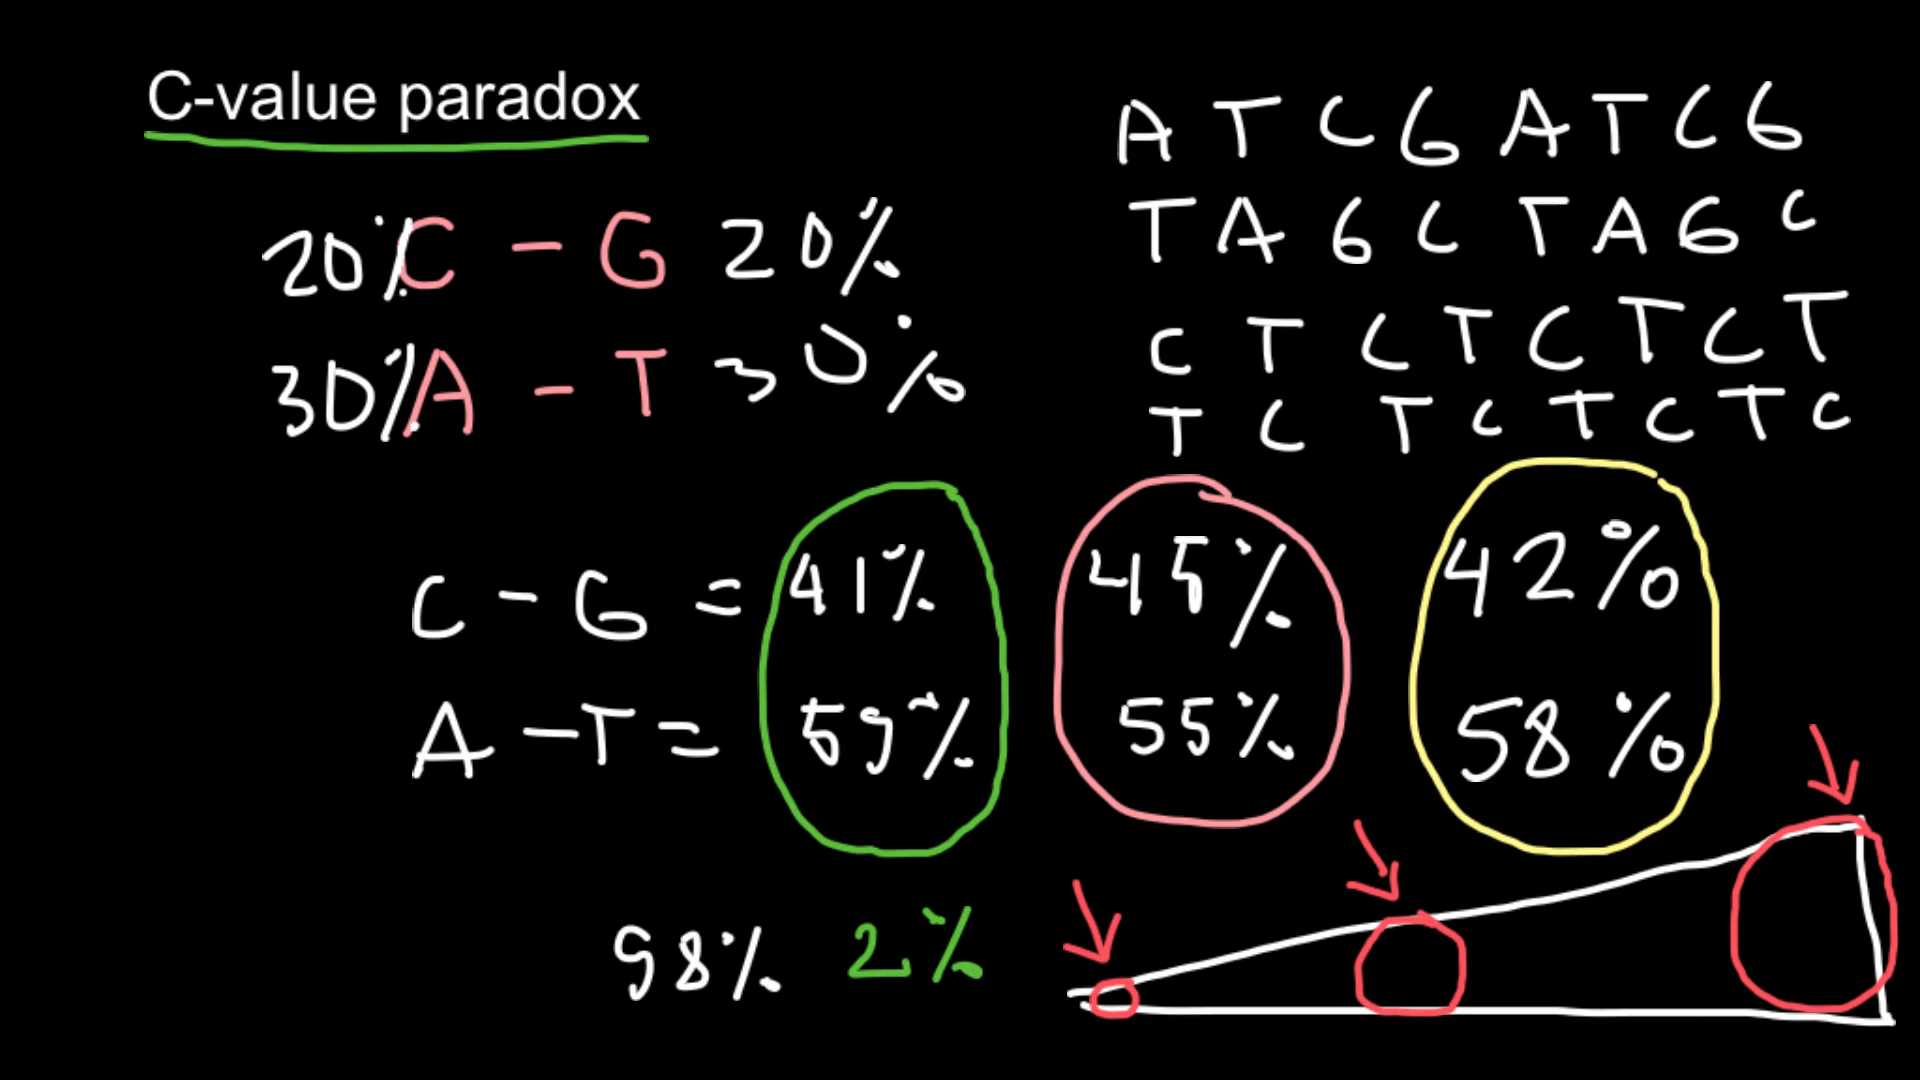 C-value paradox
20% C - G 20%
30% A - T 30%
A T C G A T C G
T A G C T A G C
C T C T C T C T
T C T C T C T C
C - G = 41% 45% 42%
A - T = 59% 55% 58%
98% 2%